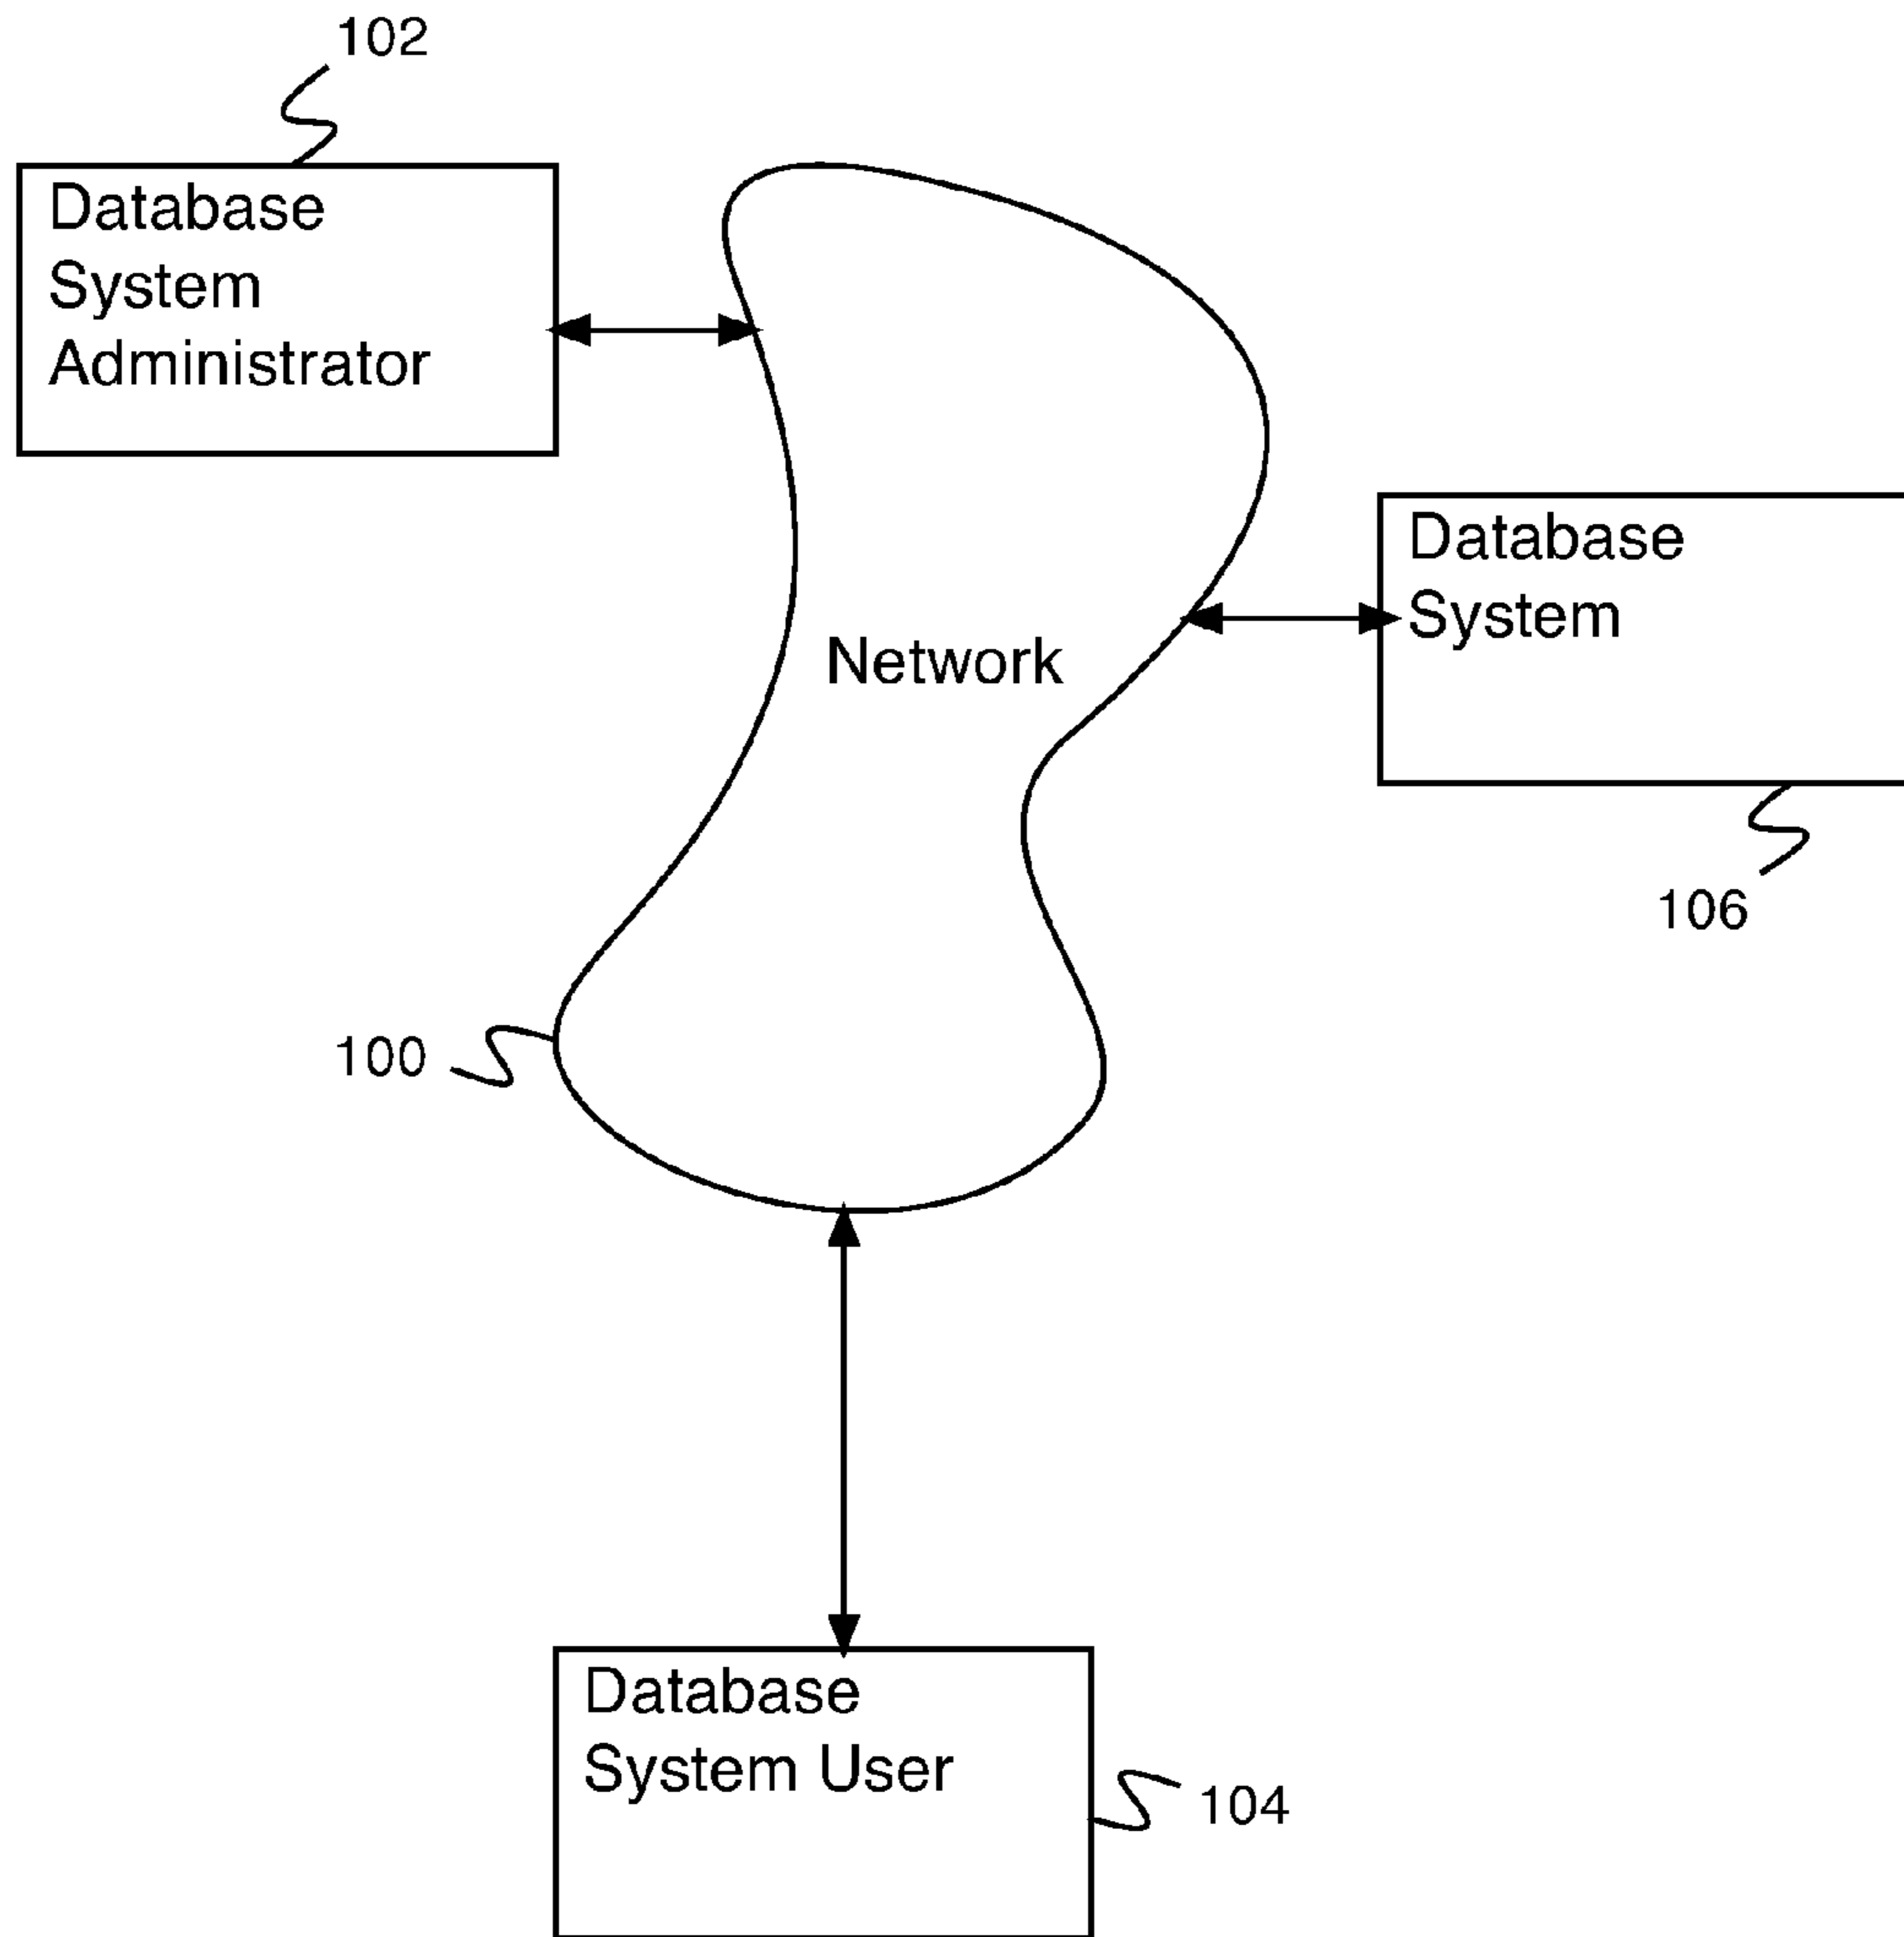 102
Database
System
Administrator
Database
System
Network
106
100
Database
System User
104